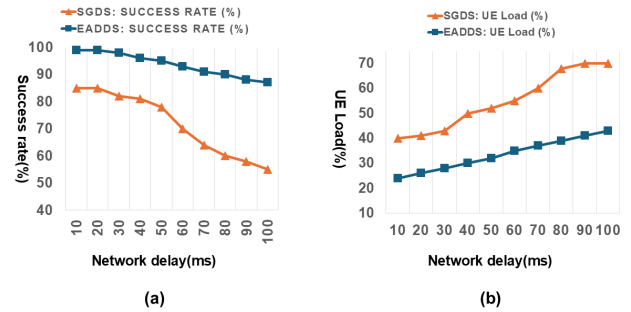 SGDS: SUCCESS RATE (%)
EADDS: SUCCESS RATE (%)
100
90
80
70
60
50
40
Success rate(%)
10 20 30 40 50 60 70 80 90 100
Network delay(ms)
(a)
SGDS: UE Load (%)
EADDS: UE Load (%)
70
60
50
40
30
20
10
UE Load(%)
10 20 30 40 50 60 70 80 90 100
Network delay(ms)
(b)